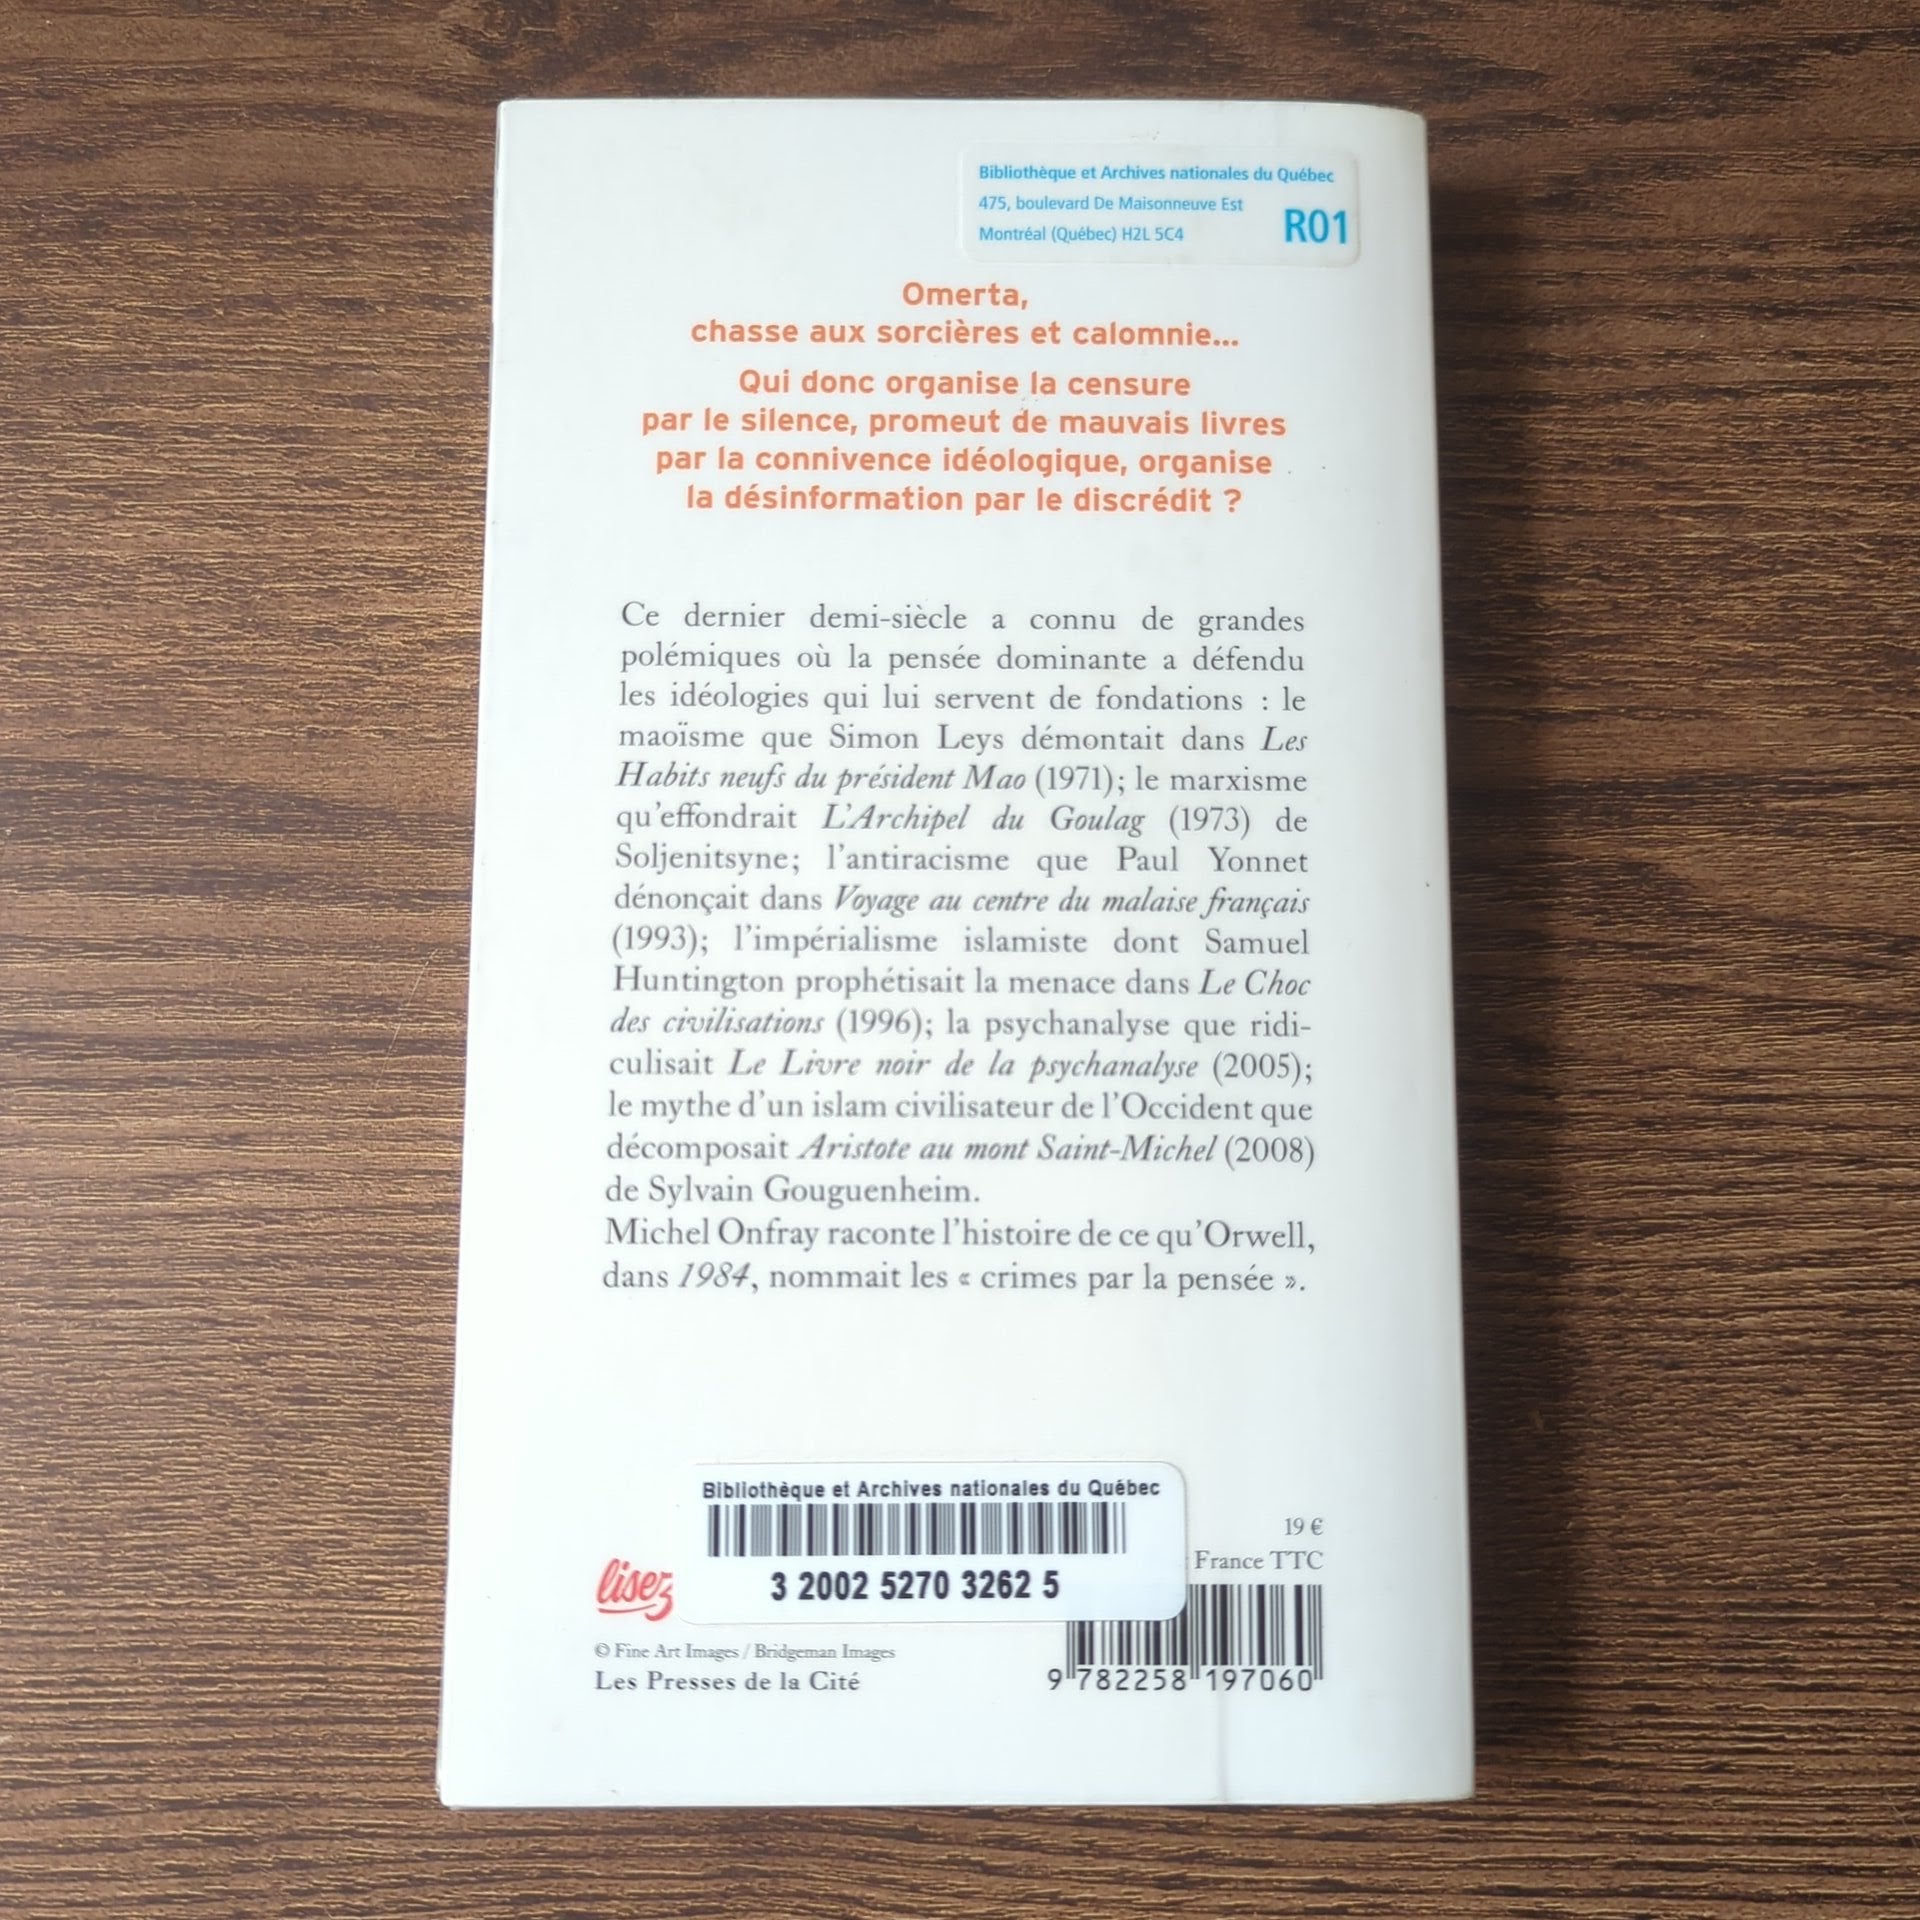 Bibliothèque et Archives nationales du Québec
475, boulevard De Maisonneuve Est
Montréal (Québec) H2L 5C4
R01
Omerta,
chasse aux sorcières et calomnie...
Qui donc organise la censure
par le silence, promeut de mauvais livres
par la connivence idéologique, organise
la désinformation par le discrédit ?
Ce dernier demi-siècle a connu de grandes
polémiques où la pensée dominante a défendu
les idéologies qui lui servent de fondations : le
maoïsme que Simon Leys démontait dans Les
Habits neufs du président Mao (1971); le marxisme
qu'effondrait L'Archipel du Goulag (1973) de
Soljenitsyne; l'antiracisme que Paul Yonnet
dénonçait dans Voyage au centre du malaise français
(1993); l'impérialisme islamiste dont Samuel
Huntington prophétisait la menace dans Le Choc
des civilisations (1996); la psychanalyse que ridi-
culisait Le Livre noir de la psychanalyse (2005);
le mythe d'un islam civilisateur de l'Occident que
décomposait Aristote au mont Saint-Michel (2008)
de Sylvain Gouguenheim.
Michel Onfray raconte l'histoire de ce qu'Orwell,
dans 1984, nommait les « crimes par la pensée ».
Bibliothèque et Archives nationales du Québec
3 2002 5270 3262 5
19 €
France TTC
lisez
© Fine Art Images / Bridgeman Images
Les Presses de la Cité
9 782258 197060